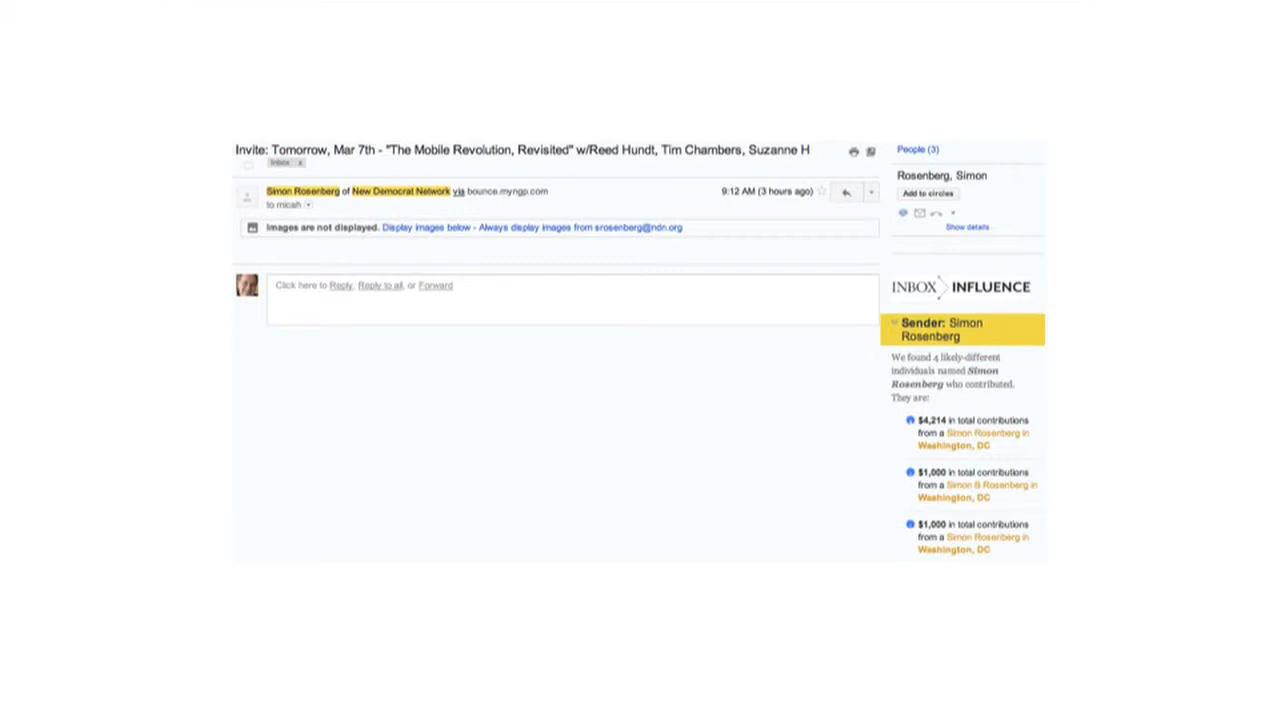 Invite: Tomorrow, Mar 7th - "The Mobile Revolution, Revisited" w/Reed Hundt, Tim Chambers, Suzanne H
Inbox x
Simon Rosenberg of New Democrat Network via bounce.myngp.com
9:12 AM (3 hours ago)
to micah
Images are not displayed. Display images below - Always display images from srosenberg@ndn.org
Click here to Reply, Reply to all, or Forward
People (3)
Rosenberg, Simon
Add to circles
Show details
INBOX INFLUENCE
Sender: Simon
Rosenberg
We found 4 likely-different
individuals named Simon
Rosenberg who contributed.
They are:
$4,214 in total contributions
from a Simon Rosenberg in
Washington, DC
$1,000 in total contributions
from a Simon B Rosenberg in
Washington, DC
$1,000 in total contributions
from a Simon Rosenberg in
Washington, DC